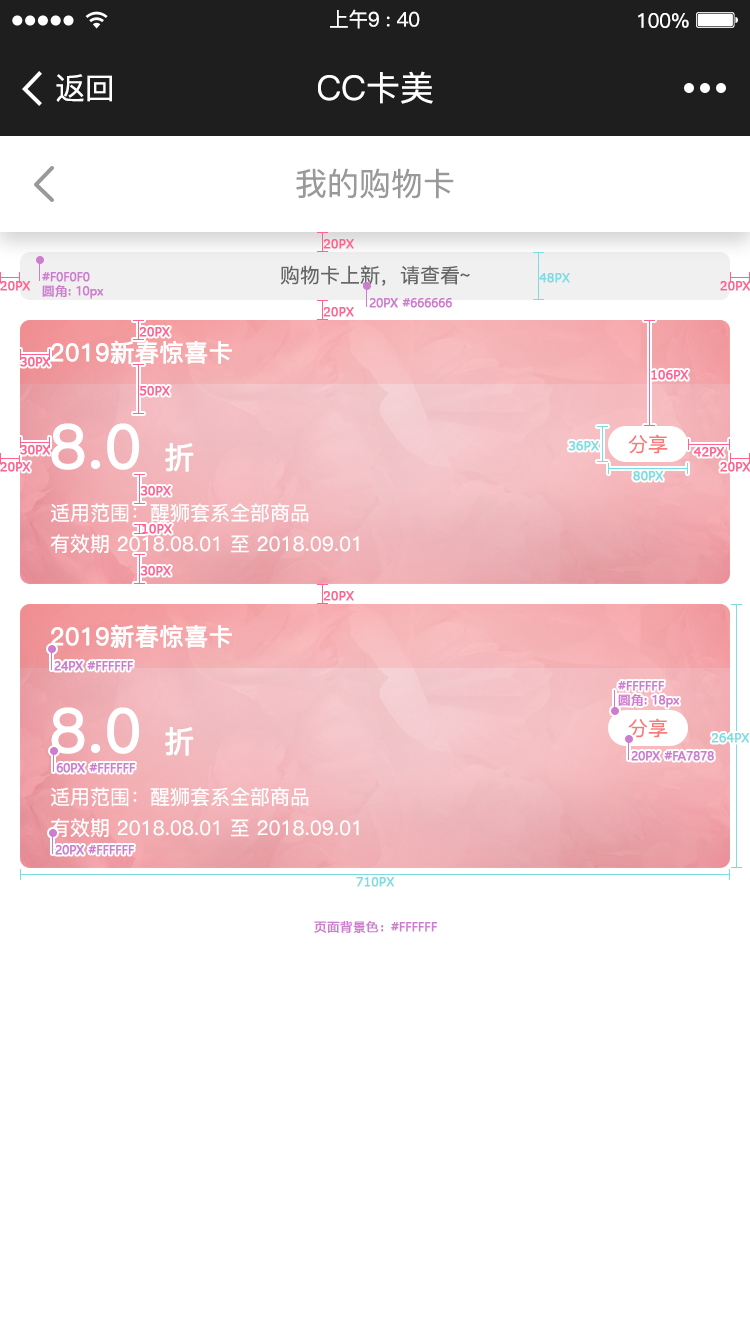 上午9 : 40
100%
返回
CC卡美
我的购物卡
20PX
#F0F0F0
圆角: 10px
购物卡上新，请查看~
48PX
20PX
20PX
20PX #666666
20PX
20PX
2019新春惊喜卡
30PX
50PX
106PX
8.0 折
30PX
20PX
36PX
分享
42PX
20PX
80PX
30PX
适用范围：醒狮套系全部商品
10PX
有效期 2018.08.01 至 2018.09.01
30PX
20PX
2019新春惊喜卡
24PX #FFFFFF
#FFFFFF
圆角: 18px
8.0 折
分享
264PX
20PX #FA7878
60PX #FFFFFF
适用范围：醒狮套系全部商品
有效期 2018.08.01 至 2018.09.01
20PX #FFFFFF
710PX
页面背景色：#FFFFFF